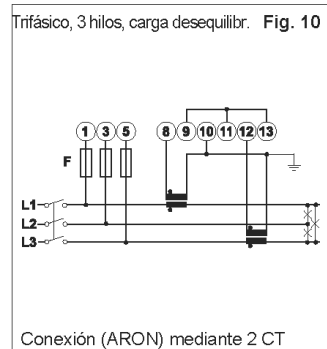 Trifásico, 3 hilos, carga desequilibr. Fig. 10
1 3 5 8 9 10 11 12 13
F
L1
L2
L3
Conexión (ARON) mediante 2 CT